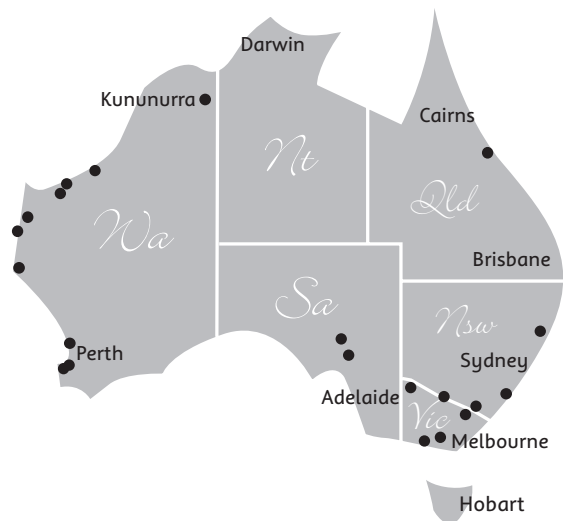 Darwin
Kununurra
Cairns
Nt
Qld
Wa
Brisbane
Sa
Nsw
Perth
Sydney
Adelaide
Vic
Melbourne
Hobart